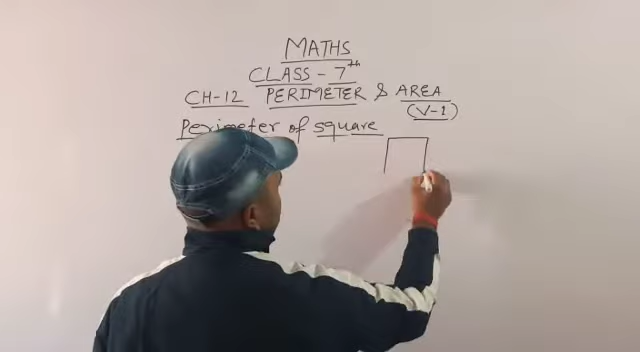 MATHS
CLASS - 7th
CH-12 PERIMETER & AREA
(V-1)
Perimeter of square